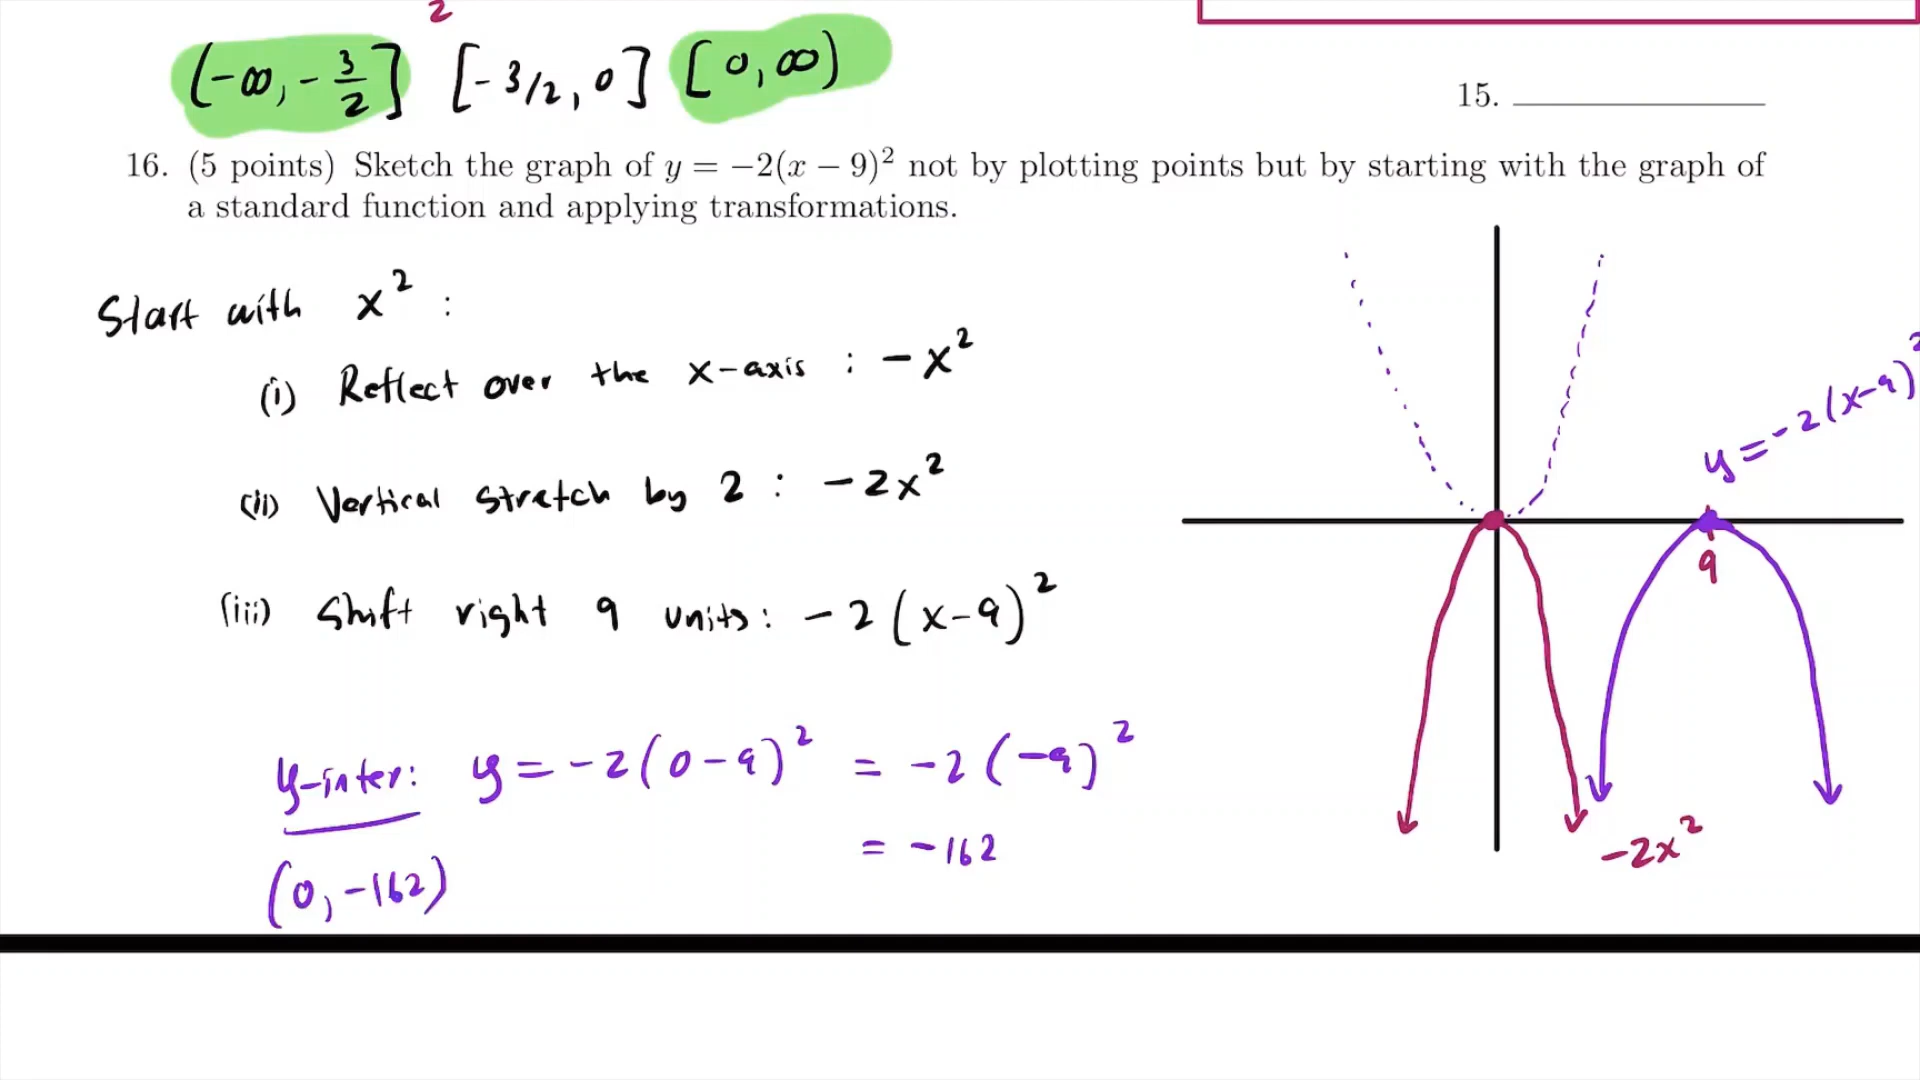 2
(-∞, -3/2] [-3/2, 0] [0, ∞)
15. ____________
16. (5 points) Sketch the graph of y = −2(x − 9)² not by plotting points but by starting with the graph of
a standard function and applying transformations.
Start with x² :
(i) Reflect over the x-axis : -x²
(ii) Vertical stretch by 2 : -2x²
(iii) Shift right 9 units: -2(x-9)²
y-inter: y = -2(0-9)² = -2(-9)²
= -162
(0, -162)
y = -2(x-9)²
9
-2x²